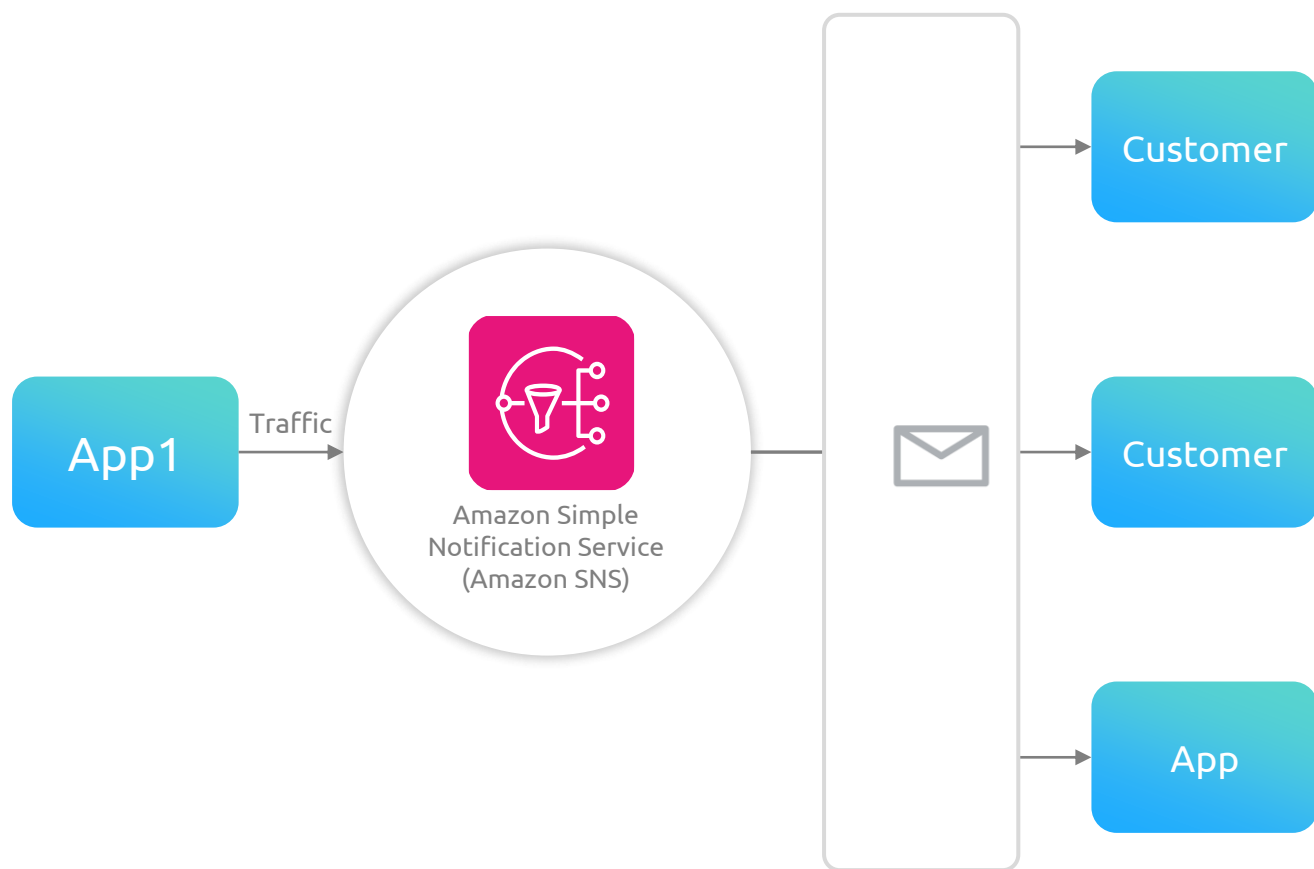 App1
Traffic
Amazon Simple
Notification Service
(Amazon SNS)
Customer
Customer
App